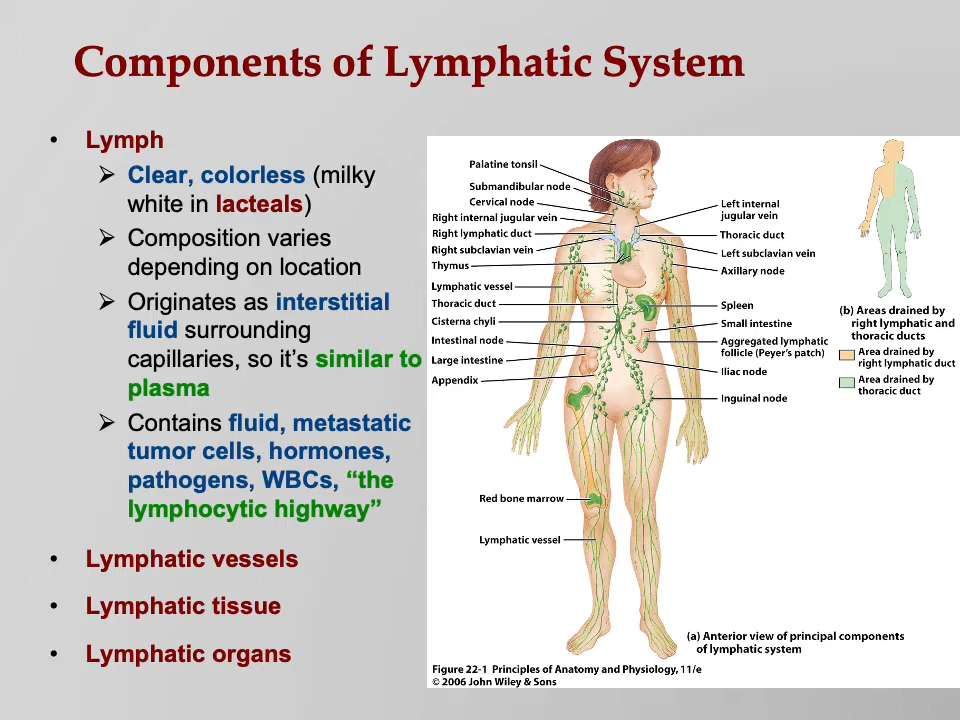 Components of Lymphatic System
• Lymph
➢ Clear, colorless (milky
white in lacteals)
➢ Composition varies
depending on location
➢ Originates as interstitial
fluid surrounding
capillaries, so it’s similar to
plasma
➢ Contains fluid, metastatic
tumor cells, hormones,
pathogens, WBCs, “the
lymphocytic highway”
• Lymphatic vessels
• Lymphatic tissue
• Lymphatic organs
Palatine tonsil
Submandibular node
Cervical node
Right internal jugular vein
Right lymphatic duct
Right subclavian vein
Thymus
Lymphatic vessel
Thoracic duct
Cisterna chyli
Intestinal node
Large intestine
Appendix
Red bone marrow
Lymphatic vessel
Left internal
jugular vein
Thoracic duct
Left subclavian vein
Axillary node
Spleen
Small intestine
Aggregated lymphatic
follicle (Peyer's patch)
Iliac node
Inguinal node
(b) Areas drained by
right lymphatic and
thoracic ducts
Area drained by
right lymphatic duct
Area drained by
thoracic duct
(a) Anterior view of principal components
of lymphatic system
Figure 22-1 Principles of Anatomy and Physiology, 11/e
© 2006 John Wiley & Sons